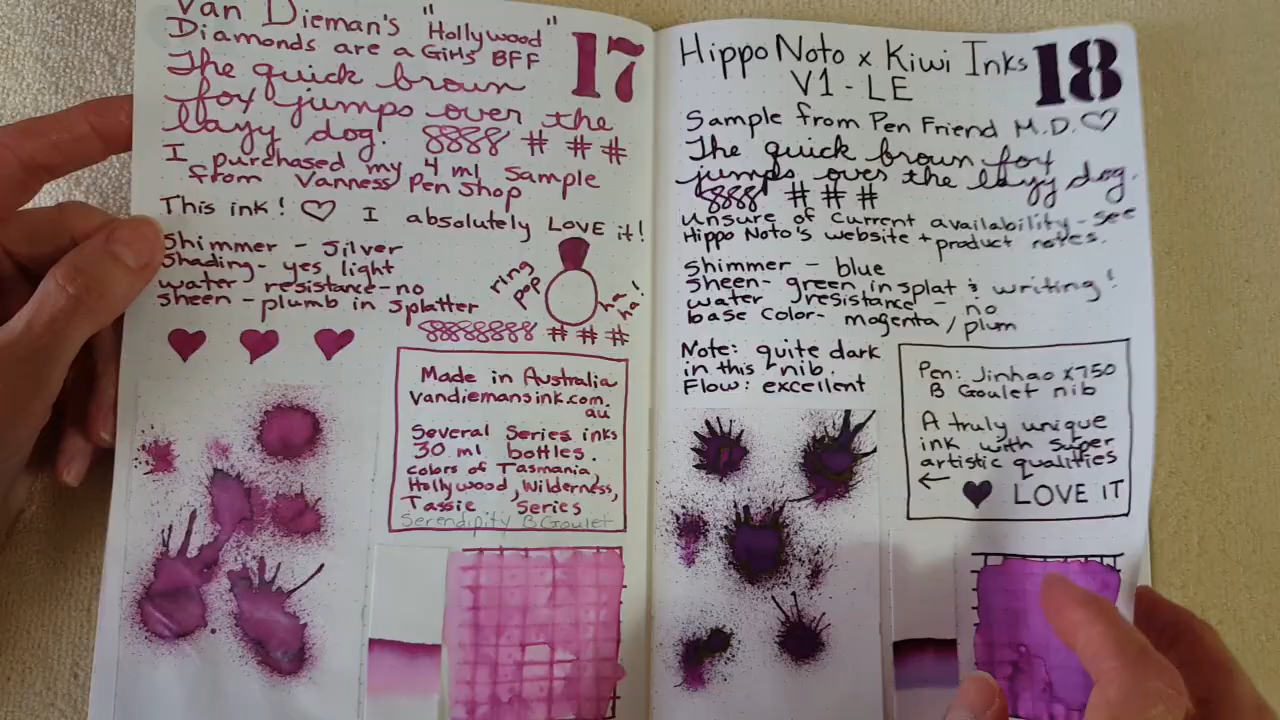 Van Dieman's "Hollywood"
Diamonds are a Girls BFF
17
The quick brown
fox jumps over the
lazy dog. 8888 # # #
I purchased my 4 ml sample
from Vanness Pen Shop
This ink! ♡ I absolutely LOVE it!
Shimmer - Silver
Shading - yes light
water resistance - no
sheen - plumb in splatter
ring pop
ha ha!
88888888 # # #
Made in Australia
vandiemansink.com.
au
Several Series inks
30 ml bottles.
colors of Tasmania,
Hollywood, Wilderness,
Tassie Series
Serendipity B Goulet
Hippo Noto x Kiwi Inks
V1 - LE
18
Sample from Pen Friend M.D. ♡
The quick brown fox
jumps over the lazy dog.
8888 # # #
unsure of current availability - see
Hippo Noto's website + product notes.
shimmer - blue
sheen - green in splat & writing!
water resistance - no
base color - magenta / plum
Note: quite dark
in this nib.
Flow: excellent
Pen: Jinhao x750
B Goulet nib
A truly unique
ink with super
artistic qualities
← ♥ LOVE IT